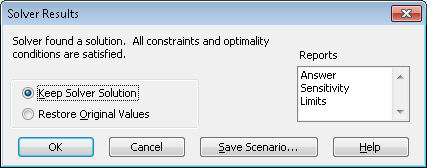 Solver Results
Solver found a solution.  All constraints and optimality
conditions are satisfied.
Reports
Answer
Sensitivity
Limits
Keep Solver Solution
Restore Original Values
OK
Cancel
Save Scenario...
Help